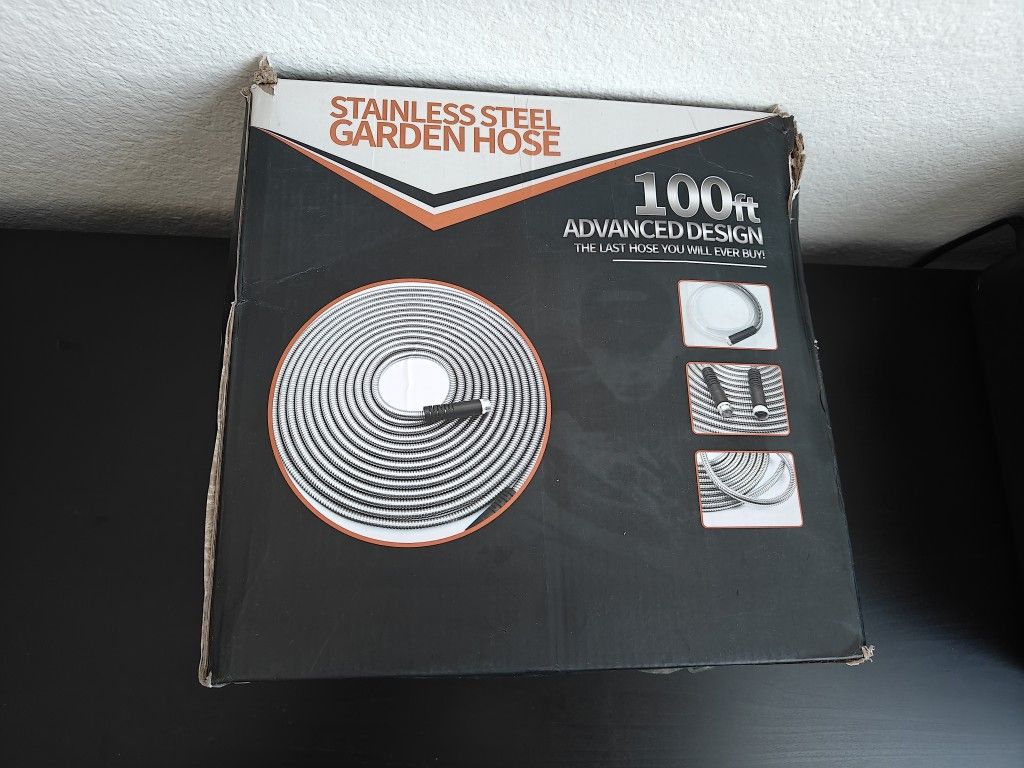 STAINLESS STEEL
GARDEN HOSE
100ft
ADVANCED DESIGN
THE LAST HOSE YOU WILL EVER BUY!